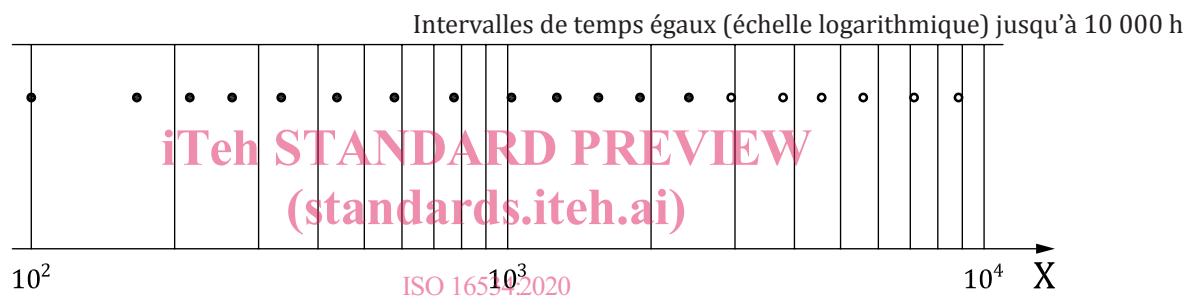 Intervalles de temps égaux (échelle logarithmique) jusqu'à 10 000 h
iTeh STANDARD PREVIEW
(standards.iteh.ai)
10² 10³ 10⁴ X
ISO 16534:2020